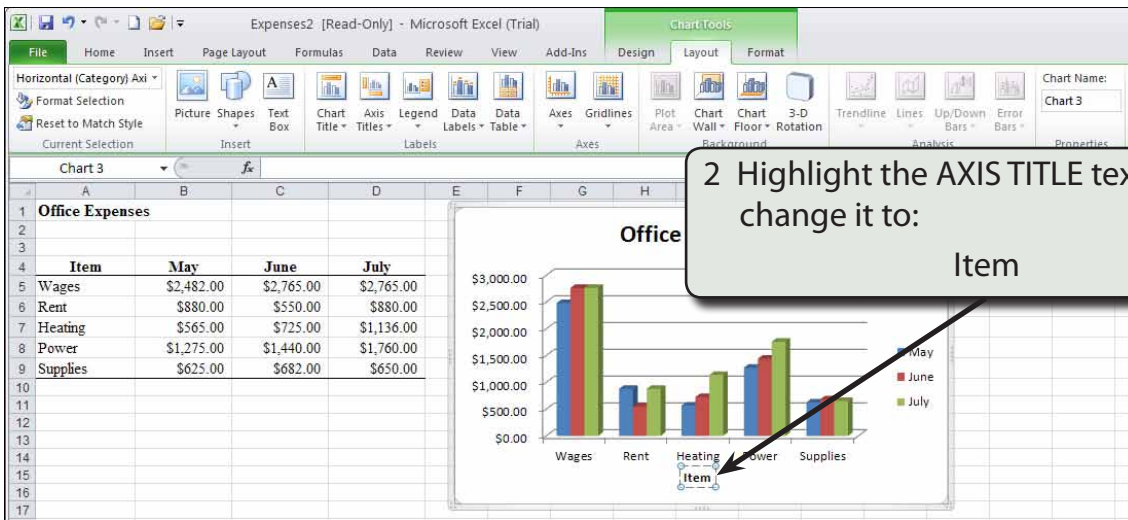 Expenses2 [Read-Only] - Microsoft Excel (Trial) Chart Tools
File Home Insert Page Layout Formulas Data Review View Add-Ins Design Layout Format
Horizontal (Category) Axi
Format Selection
Reset to Match Style
Current Selection
Picture Shapes Text Box
Insert
Chart Title Axis Titles Legend Data Labels Data Table
Labels
Axes Gridlines
Axes
Plot Area Chart Wall Chart Floor 3-D Rotation
Background
Trendline Lines Up/Down Bars Error Bars
Analysis
Chart Name:
Chart 3
Properties
Chart 3 fx
A B C D E F G H
1 Office Expenses
2
3
4 Item May June July
5 Wages $2,482.00 $2,765.00 $2,765.00
6 Rent $880.00 $550.00 $880.00
7 Heating $565.00 $725.00 $1,136.00
8 Power $1,275.00 $1,440.00 $1,760.00
9 Supplies $625.00 $682.00 $650.00
10
11
12
13
14
15
16
17
Office
$3,000.00
$2,500.00
$2,000.00
$1,500.00
$1,000.00
$500.00
$0.00
Wages Rent Heating Power Supplies
Item
May
June
July
2 Highlight the AXIS TITLE tex
change it to:
Item